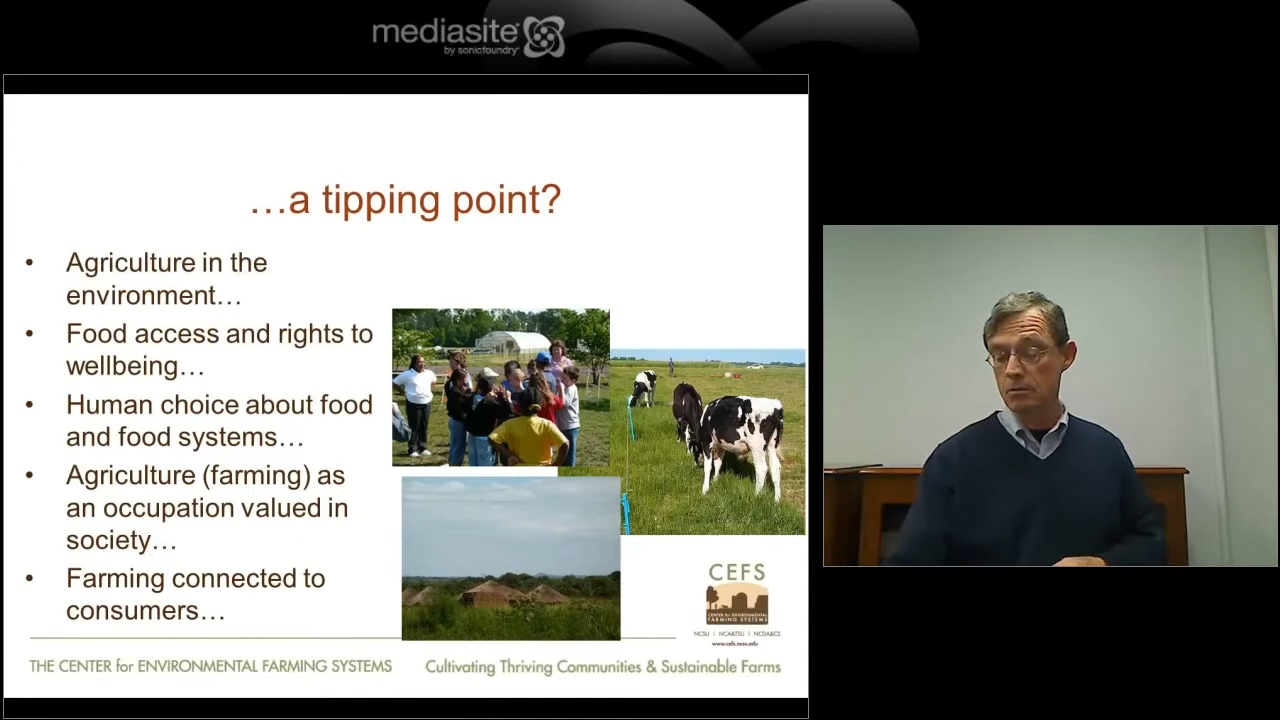 mediasite
by sonicfoundry
…a tipping point?
• Agriculture in the
environment…
• Food access and rights to
wellbeing…
• Human choice about food
and food systems…
• Agriculture (farming) as
an occupation valued in
society…
• Farming connected to
consumers…
CEFS
CENTER for ENVIRONMENTAL
FARMING SYSTEMS
NCSU | NCA&TSU | NCDA&CS
www.cefs.ncsu.edu
THE CENTER for ENVIRONMENTAL FARMING SYSTEMS
Cultivating Thriving Communities & Sustainable Farms